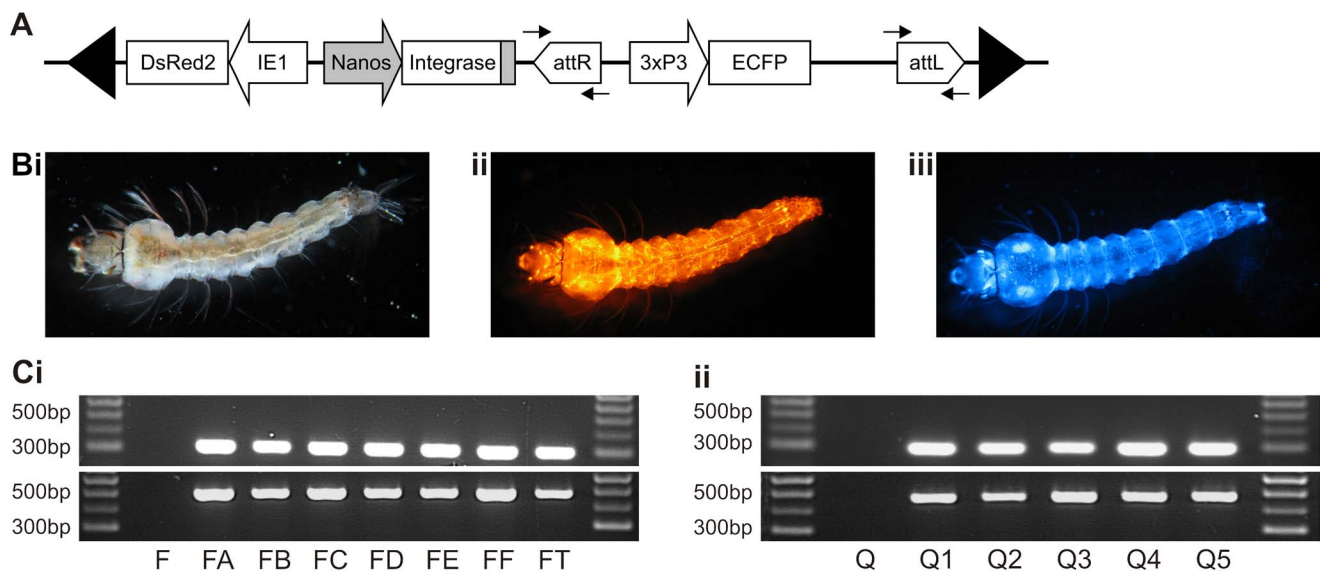 A
DsRed2 IE1 Nanos Integrase attR 3xP3 ECFP attL
Bi ii iii
Ci ii
500bp 500bp
300bp 300bp
500bp 500bp
300bp 300bp
F FA FB FC FD FE FF FT Q Q1 Q2 Q3 Q4 Q5